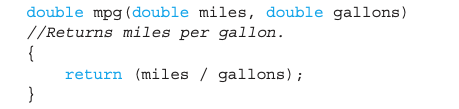 double mpg(double miles, double gallons)
//Returns miles per gallon.
{
    return (miles / gallons);
}